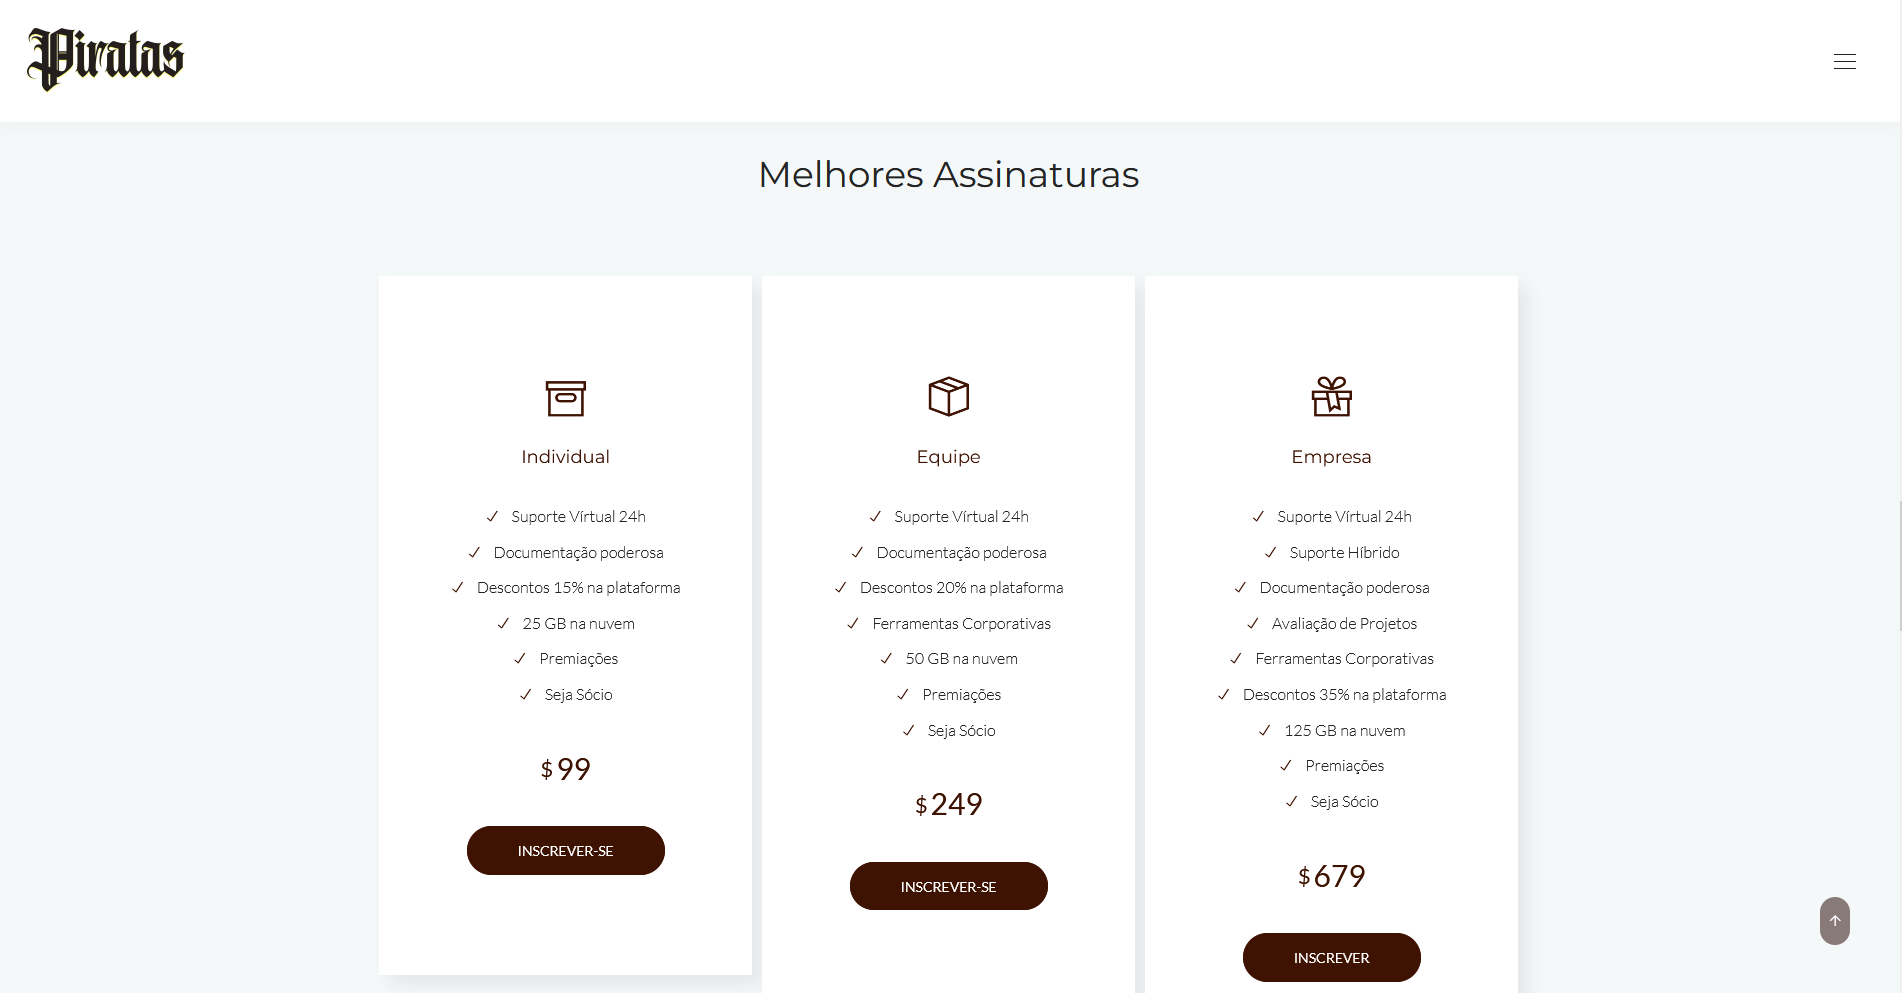 Piratas
Melhores Assinaturas
Individual
Suporte Vírtual 24h
Documentação poderosa
Descontos 15% na plataforma
25 GB na nuvem
Premiações
Seja Sócio
$ 99
INSCREVER-SE
Equipe
Suporte Vírtual 24h
Documentação poderosa
Descontos 20% na plataforma
Ferramentas Corporativas
50 GB na nuvem
Premiações
Seja Sócio
$ 249
INSCREVER-SE
Empresa
Suporte Vírtual 24h
Suporte Híbrido
Documentação poderosa
Avaliação de Projetos
Ferramentas Corporativas
Descontos 35% na plataforma
125 GB na nuvem
Premiações
Seja Sócio
$ 679
INSCREVER